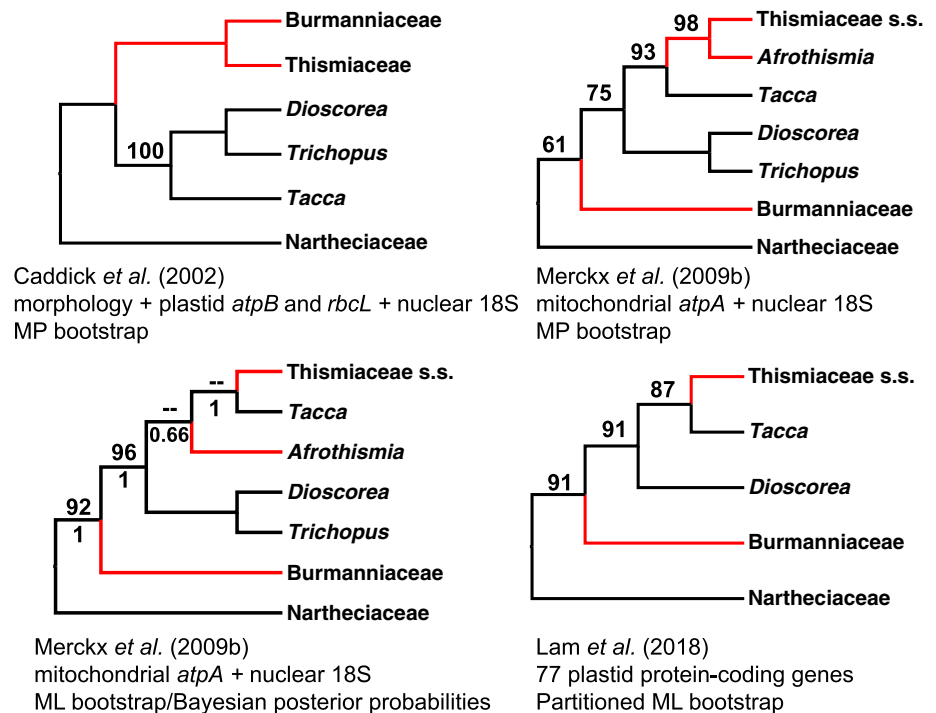 Burmanniaceae
Thismiaceae
Dioscorea
100
Trichopus
Tacca
Nartheciaceae
Caddick et al. (2002)
morphology + plastid atpB and rbcL + nuclear 18S
MP bootstrap
Thismiaceae s.s.
98
Afrothismia
93
Tacca
75
Dioscorea
Trichopus
61
Burmanniaceae
Nartheciaceae
Merckx et al. (2009b)
mitochondrial atpA + nuclear 18S
MP bootstrap
Thismiaceae s.s.
--
1
Tacca
--
0.66
Afrothismia
96
1
Dioscorea
Trichopus
92
1
Burmanniaceae
Nartheciaceae
Merckx et al. (2009b)
mitochondrial atpA + nuclear 18S
ML bootstrap/Bayesian posterior probabilities
Thismiaceae s.s.
87
Tacca
91
Dioscorea
91
Burmanniaceae
Nartheciaceae
Lam et al. (2018)
77 plastid protein-coding genes
Partitioned ML bootstrap